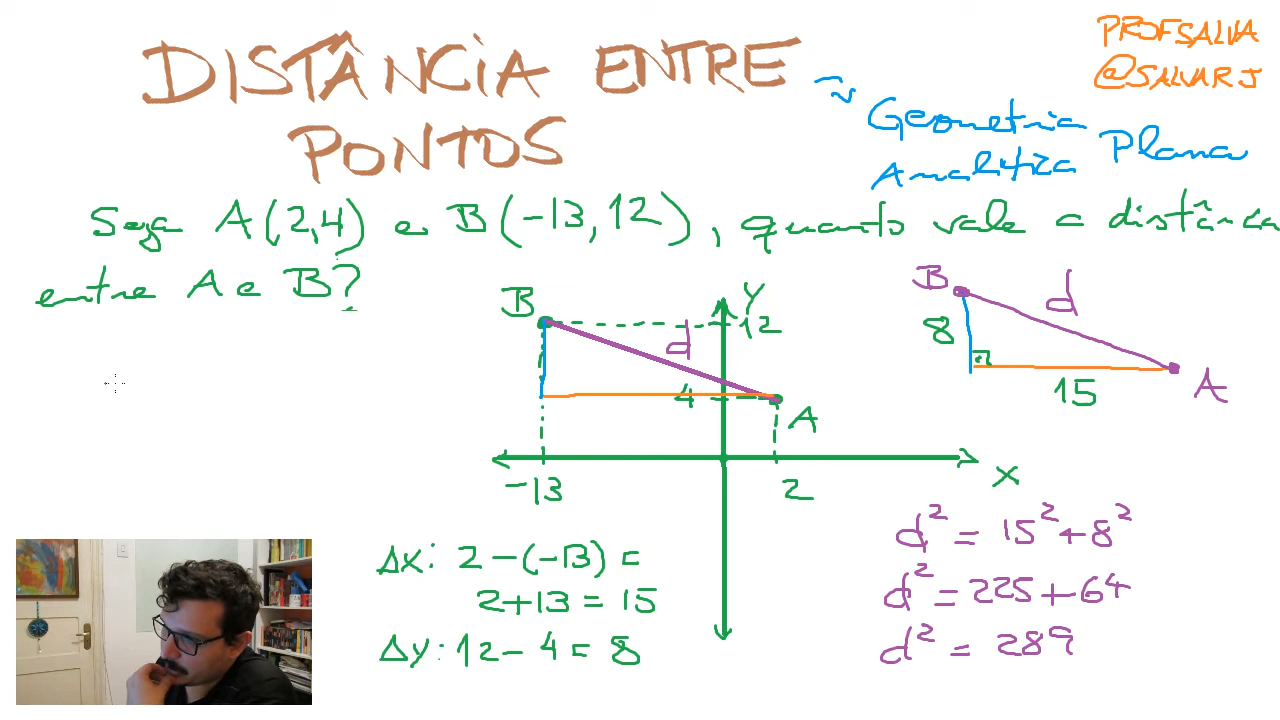 DISTÂNCIA ENTRE
PONTOS
PROFSALVA
@SALVARJ
Geometria
Analítica Plana
Seja A(2,4) e B(-13,12), quanto vale a distância
entre A e B?
B
Y
12
d
4
A
-13
2
X
B
d
8
15
A
Δx: 2-(-13)=
2+13=15
Δy: 12-4=8
d²=15²+8²
d²=225+64
d²=289